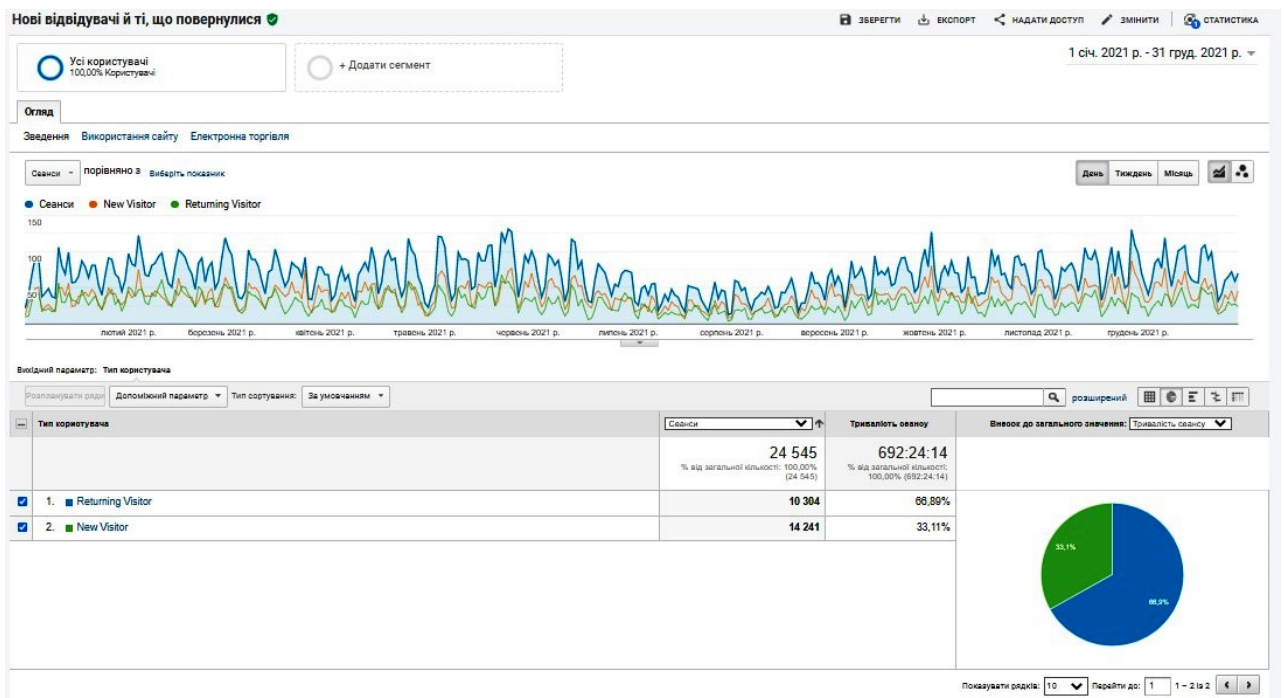 Нові відвідувачі й ті, що повернулися
ЗБЕРЕГТИ ЕКСПОРТ НАДАТИ ДОСТУП ЗМІНИТИ СТАТИСТИКА
Усі користувачі
100,00% Користувачі
+ Додати сегмент
1 січ. 2021 р. - 31 груд. 2021 р.
Огляд
Зведення Використання сайту Електронна торгівля
Сеанси порівняно з Виберіть показник
День Тиждень Місяць
Сеанси New Visitor Returning Visitor
150
100
50
лютий 2021 р. березень 2021 р. квітень 2021 р. травень 2021 р. червень 2021 р. липень 2021 р. серпень 2021 р. вересень 2021 р. жовтень 2021 р. листопад 2021 р. грудень 2021 р.
Вихідний параметр: Тип користувача
Розпланувати ряди Допоміжний параметр Тип сортування: За умовчанням розширений
Тип користувача Сеанси Тривалість сеансу Внесок до загального значення: Тривалість сеансу
24 545 692:24:14
% від загальної кількості: 100,00% % від загальної кількості:
(24 545) 100,00% (692:24:14)
1. Returning Visitor 10 304 66,89%
2. New Visitor 14 241 33,11%
33,1%
66,9%
Показувати рядків: 10 Перейти до: 1 1 – 2 із 2